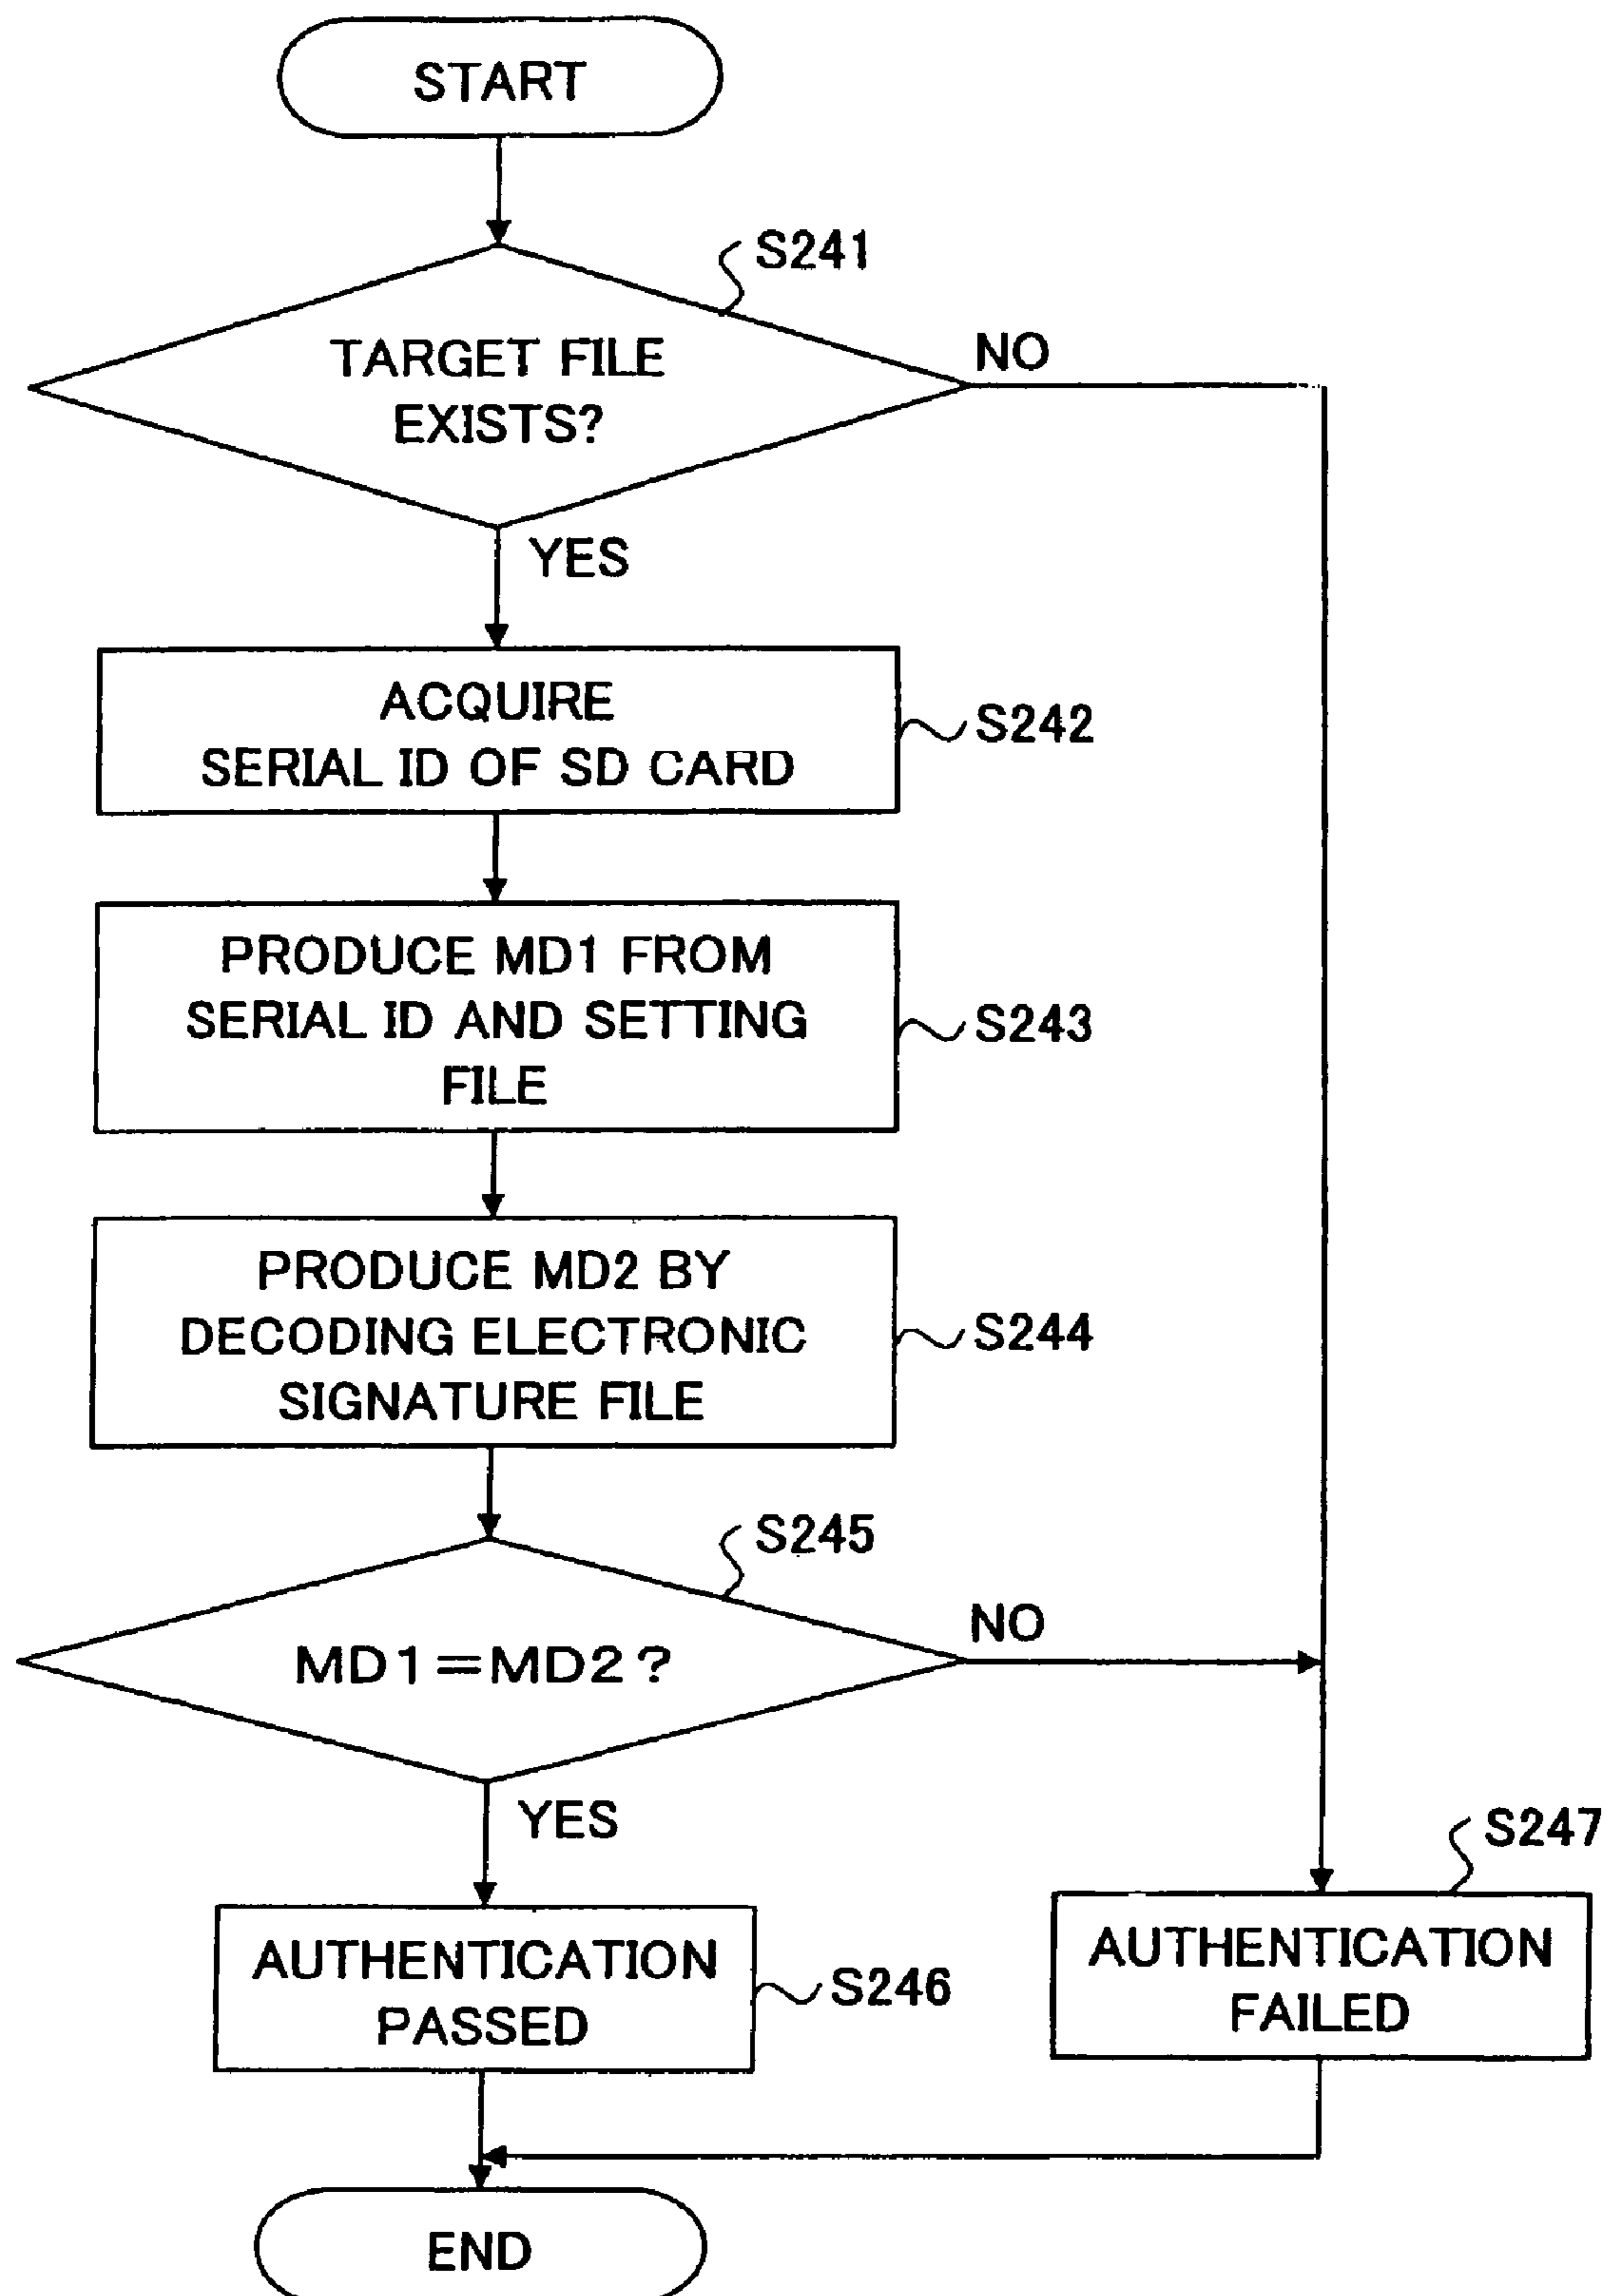 START
S241
TARGET FILE
EXISTS?
NO
YES
ACQUIRE
SERIAL ID OF SD CARD
S242
PRODUCE MD1 FROM
SERIAL ID AND SETTING
FILE
S243
PRODUCE MD2 BY
DECODING ELECTRONIC
SIGNATURE FILE
S244
S245
MD1=MD2?
NO
YES
AUTHENTICATION
PASSED
S246
S247
AUTHENTICATION
FAILED
END